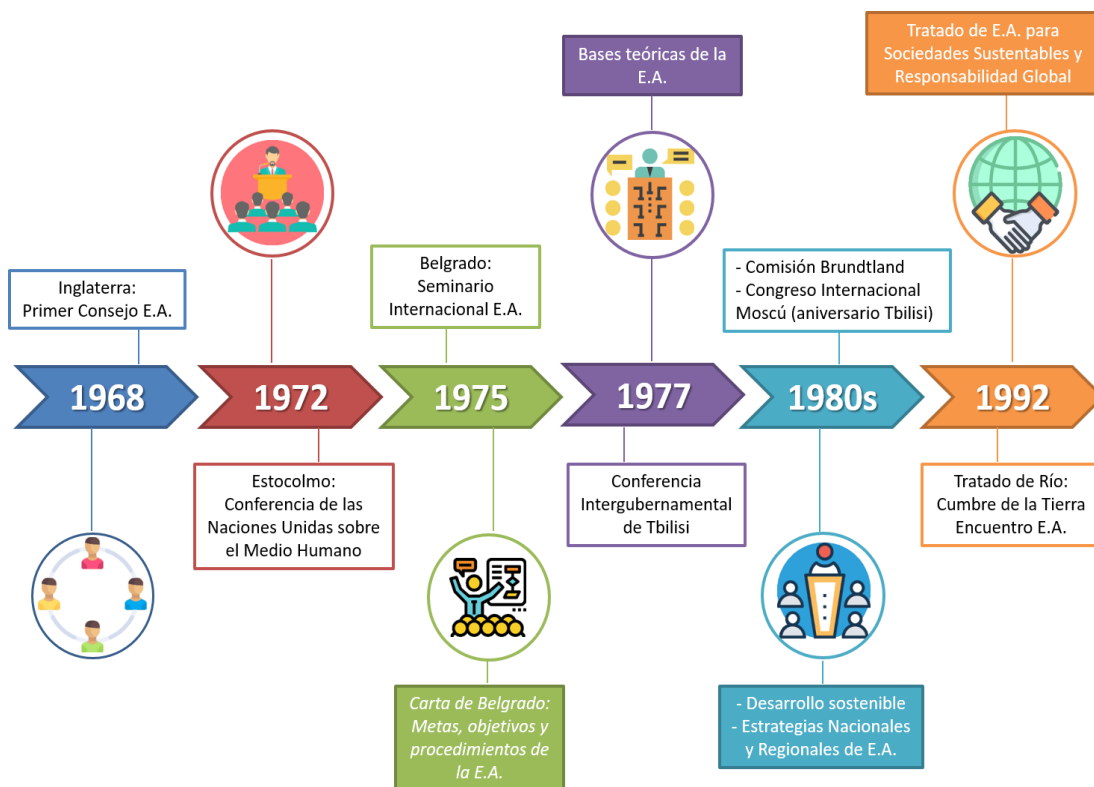 Bases teóricas de la
E.A.
Tratado de E.A. para
Sociedades Sustentables y
Responsabilidad Global
Inglaterra:
Primer Consejo E.A.
Belgrado:
Seminario
Internacional E.A.
- Comisión Brundtland
- Congreso Internacional
Moscú (aniversario Tbilisi)
1968
1972
1975
1977
1980s
1992
Estocolmo:
Conferencia de las
Naciones Unidas sobre
el Medio Humano
Conferencia
Intergubernamental
de Tbilisi
Tratado de Río:
Cumbre de la Tierra
Encuentro E.A.
Carta de Belgrado:
Metas, objetivos y
procedimientos de
la E.A.
- Desarrollo sostenible
- Estrategias Nacionales
y Regionales de E.A.